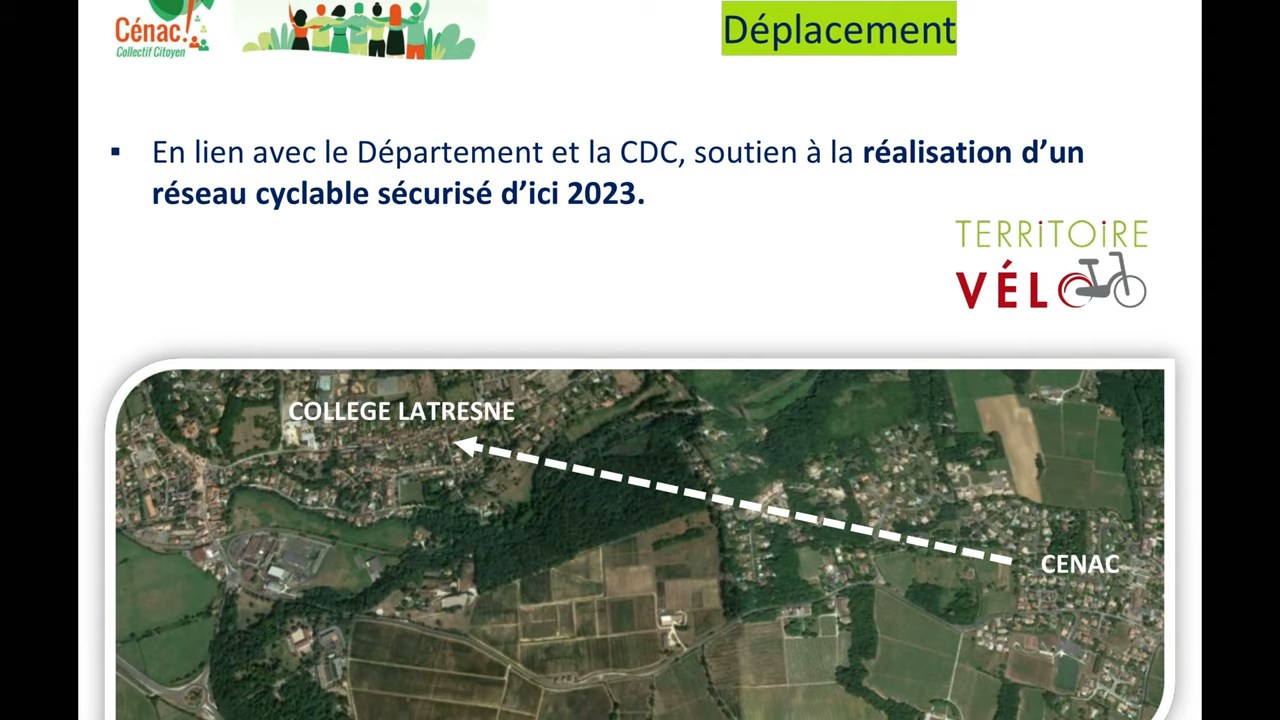 Cénac!
Collectif Citoyen
Déplacement
▪ En lien avec le Département et la CDC, soutien à la réalisation d’un
réseau cyclable sécurisé d’ici 2023.
TERRiTOiRE
VÉLO
COLLEGE LATRESNE
CENAC